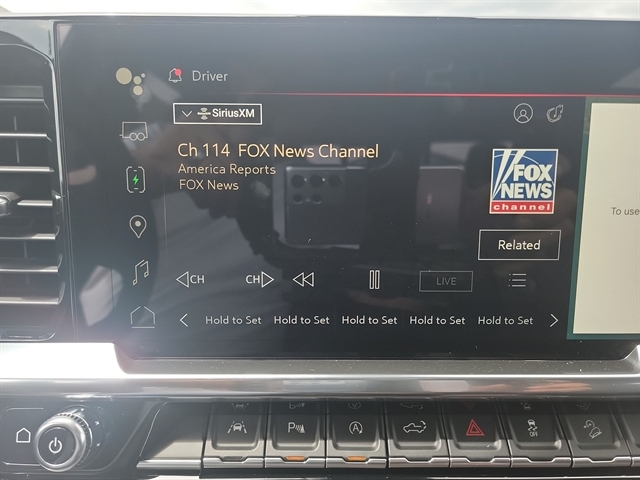 Driver
SiriusXM
Ch 114 FOX News Channel
America Reports
FOX News
FOX
NEWS
channel
To use
Related
CH CH LIVE
Hold to Set Hold to Set Hold to Set Hold to Set Hold to Set
P A OFF